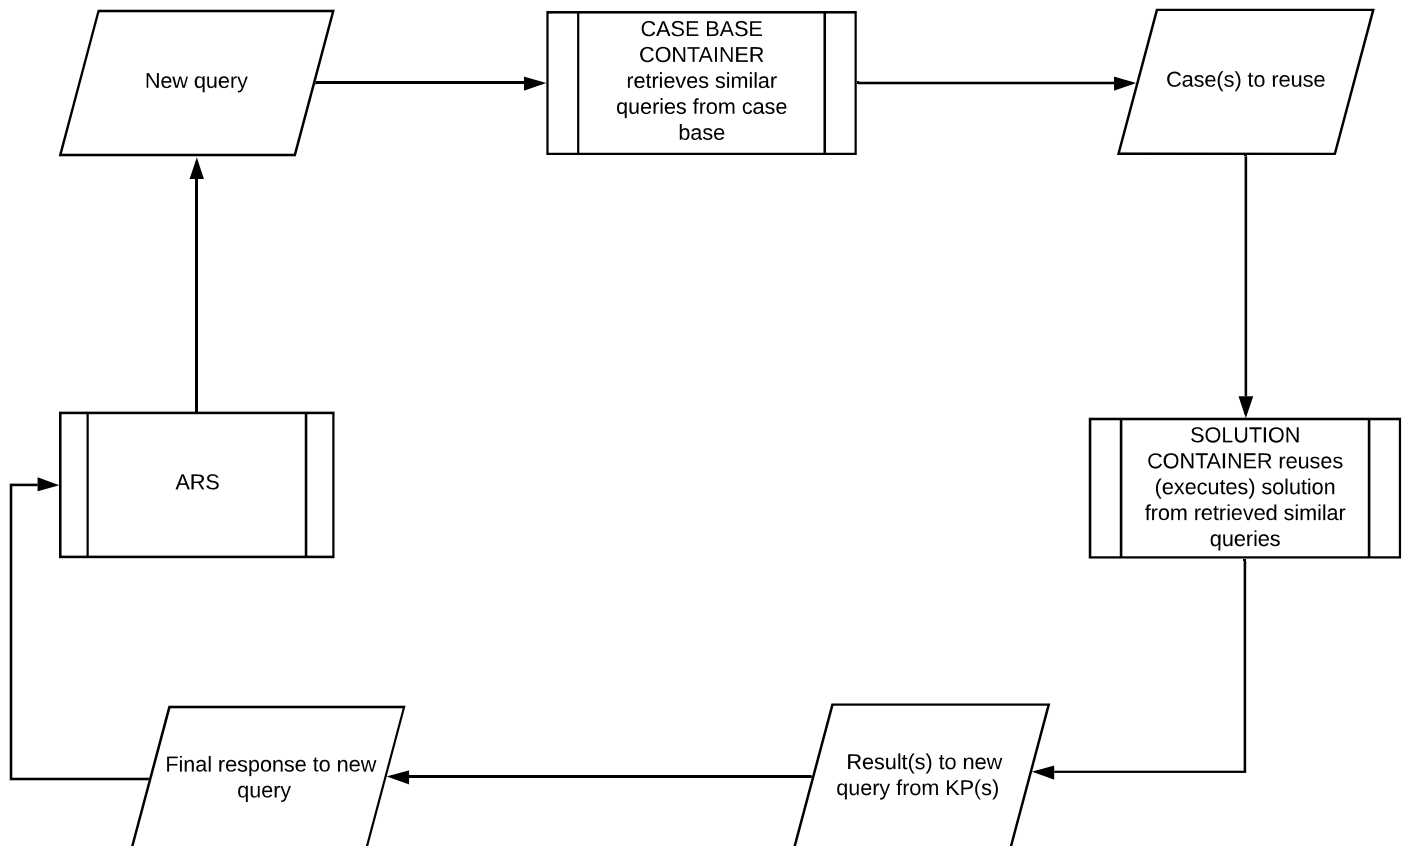 New query
CASE BASE
CONTAINER
retrieves similar
queries from case
base
Case(s) to reuse
ARS
SOLUTION
CONTAINER reuses
(executes) solution
from retrieved similar
queries
Final response to new
query
Result(s) to new
query from KP(s)